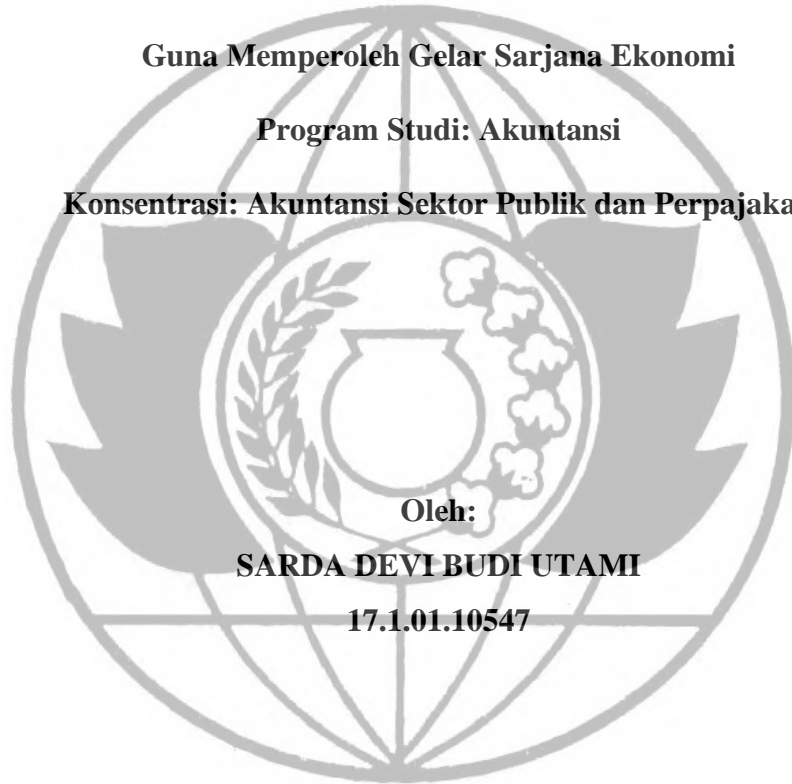 Guna Memperoleh Gelar Sarjana Ekonomi
Program Studi: Akuntansi
Konsentrasi: Akuntansi Sektor Publik dan Perpajaka
Oleh:
SARDA DEVI BUDI UTAMI
17.1.01.10547